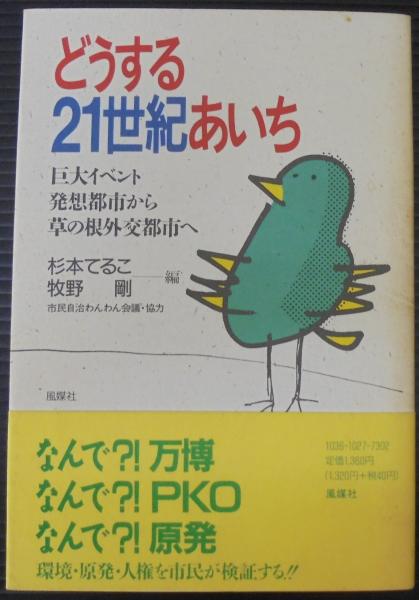 どうする
21世紀あいち
巨大イベント
発想都市から
草の根外交都市へ
杉本てるこ
牧野 剛 編
市民自治わんわん会議・協力
風媒社
なんで?!万博
なんで?!PKO
なんで?!原発
環境・原発・人権を市民が検証する!!
1036-1027-7302
定価1,360円
(1,320円+税40円)
風媒社